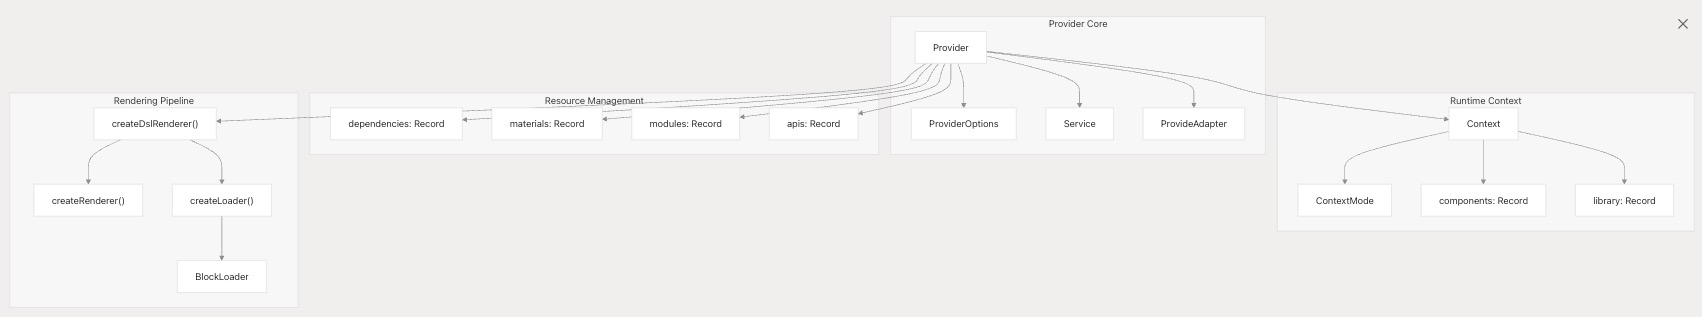 Provider Core
Provider
Rendering Pipeline
Resource Management
Runtime Context
createDslRenderer()
dependencies: Record
materials: Record
modules: Record
apis: Record
ProviderOptions
Service
ProvideAdapter
Context
createRenderer()
createLoader()
ContextMode
components: Record
library: Record
BlockLoader